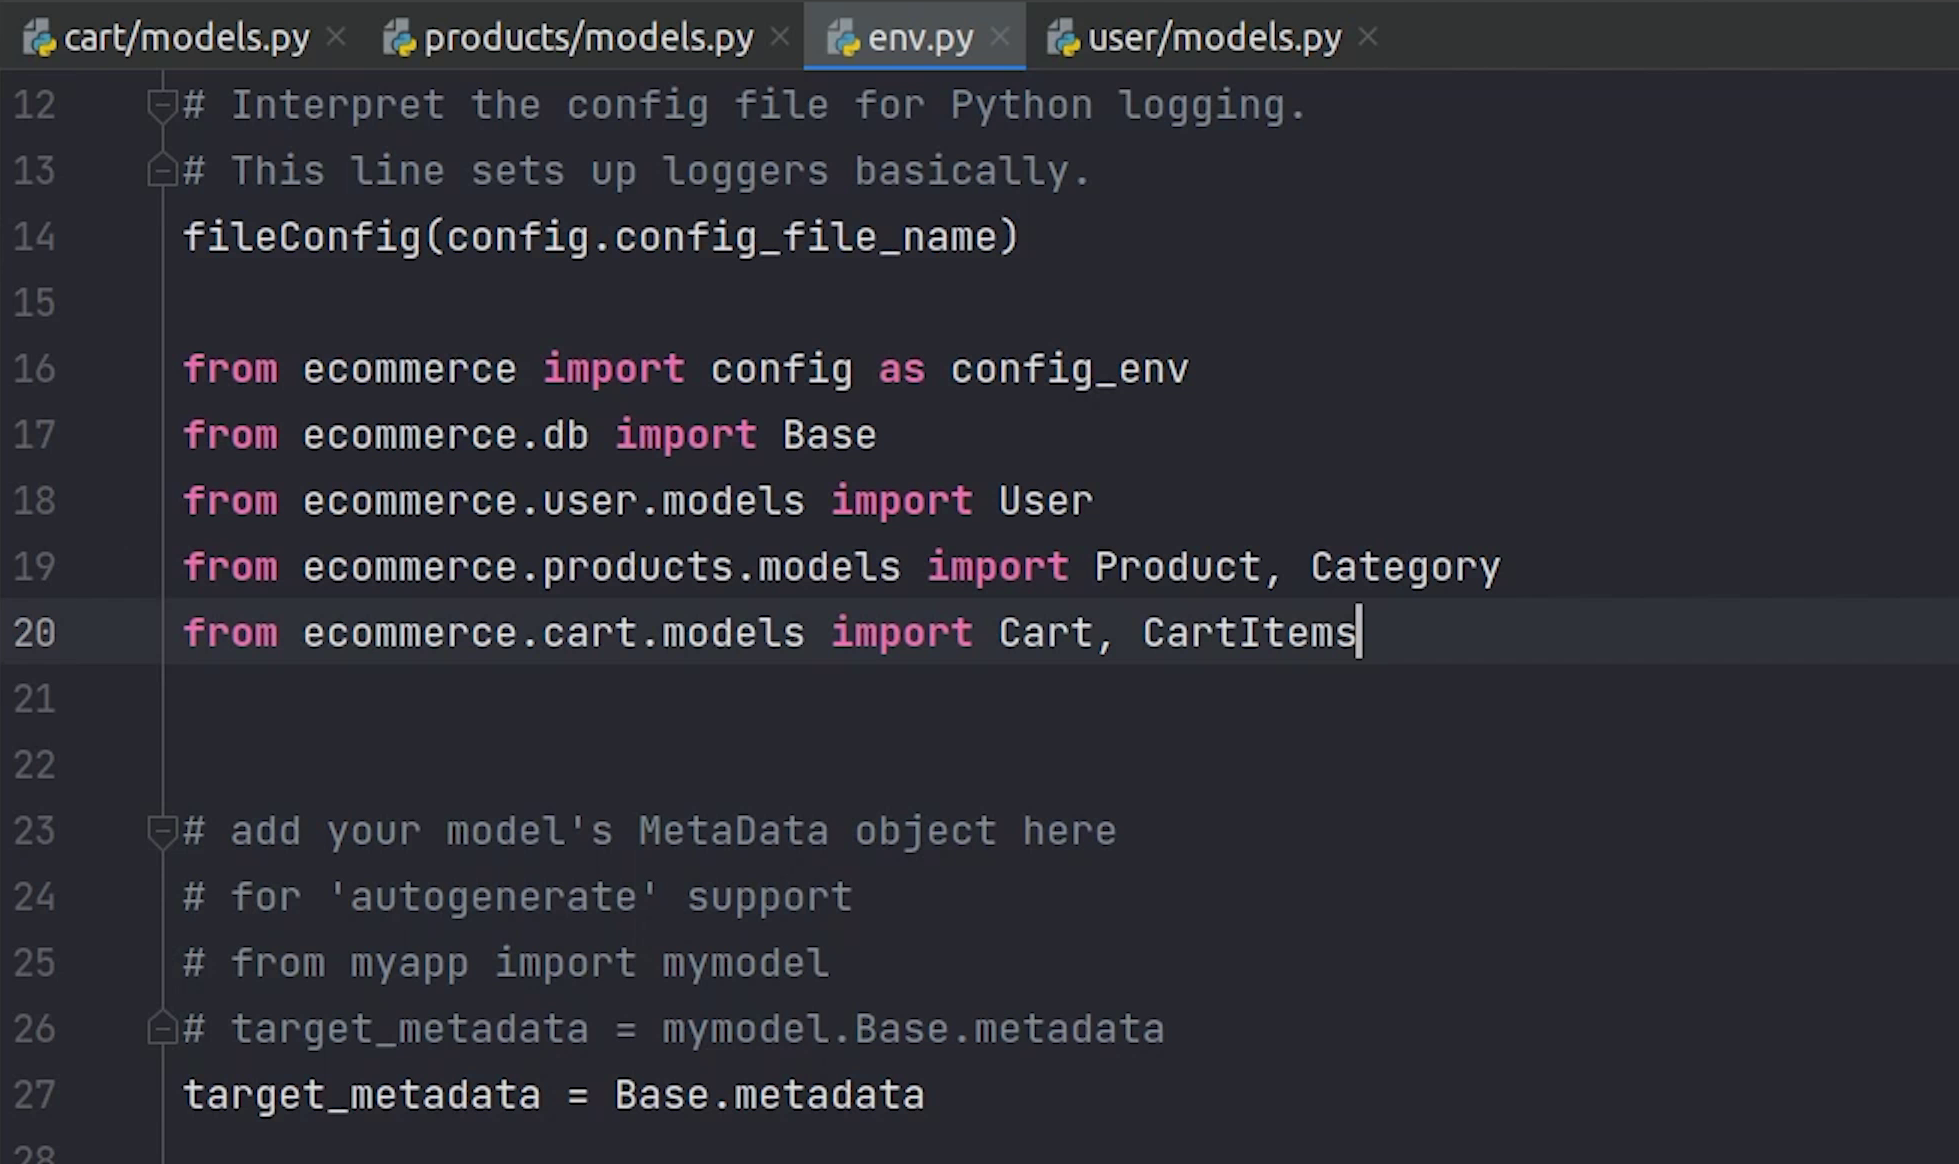 cart/models.py products/models.py env.py user/models.py
12 # Interpret the config file for Python logging.
13 # This line sets up loggers basically.
14 fileConfig(config.config_file_name)
15
16 from ecommerce import config as config_env
17 from ecommerce.db import Base
18 from ecommerce.user.models import User
19 from ecommerce.products.models import Product, Category
20 from ecommerce.cart.models import Cart, CartItems
21
22
23 # add your model's MetaData object here
24 # for 'autogenerate' support
25 # from myapp import mymodel
26 # target_metadata = mymodel.Base.metadata
27 target_metadata = Base.metadata
28